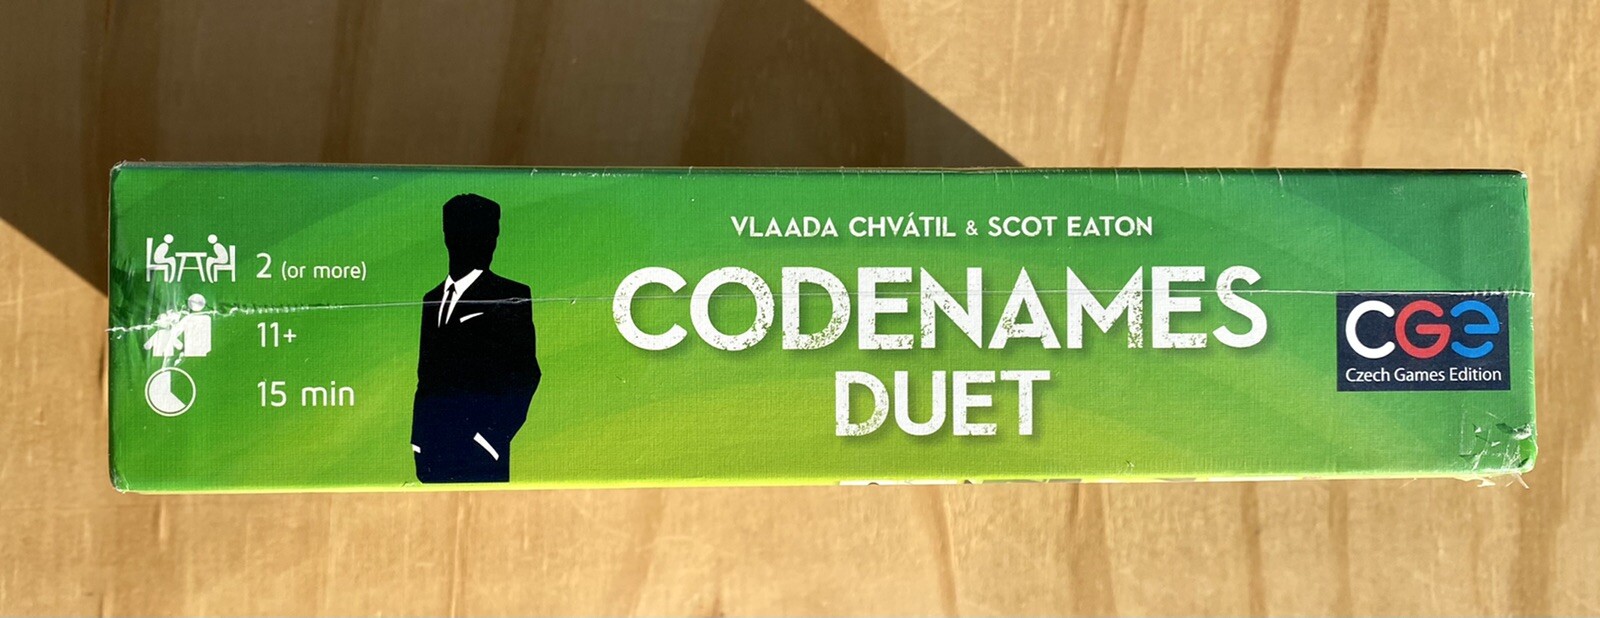 2 (or more)
11+
15 min
VLAADA CHVÁTIL & SCOT EATON
CODENAMES
DUET
CGE
Czech Games Edition